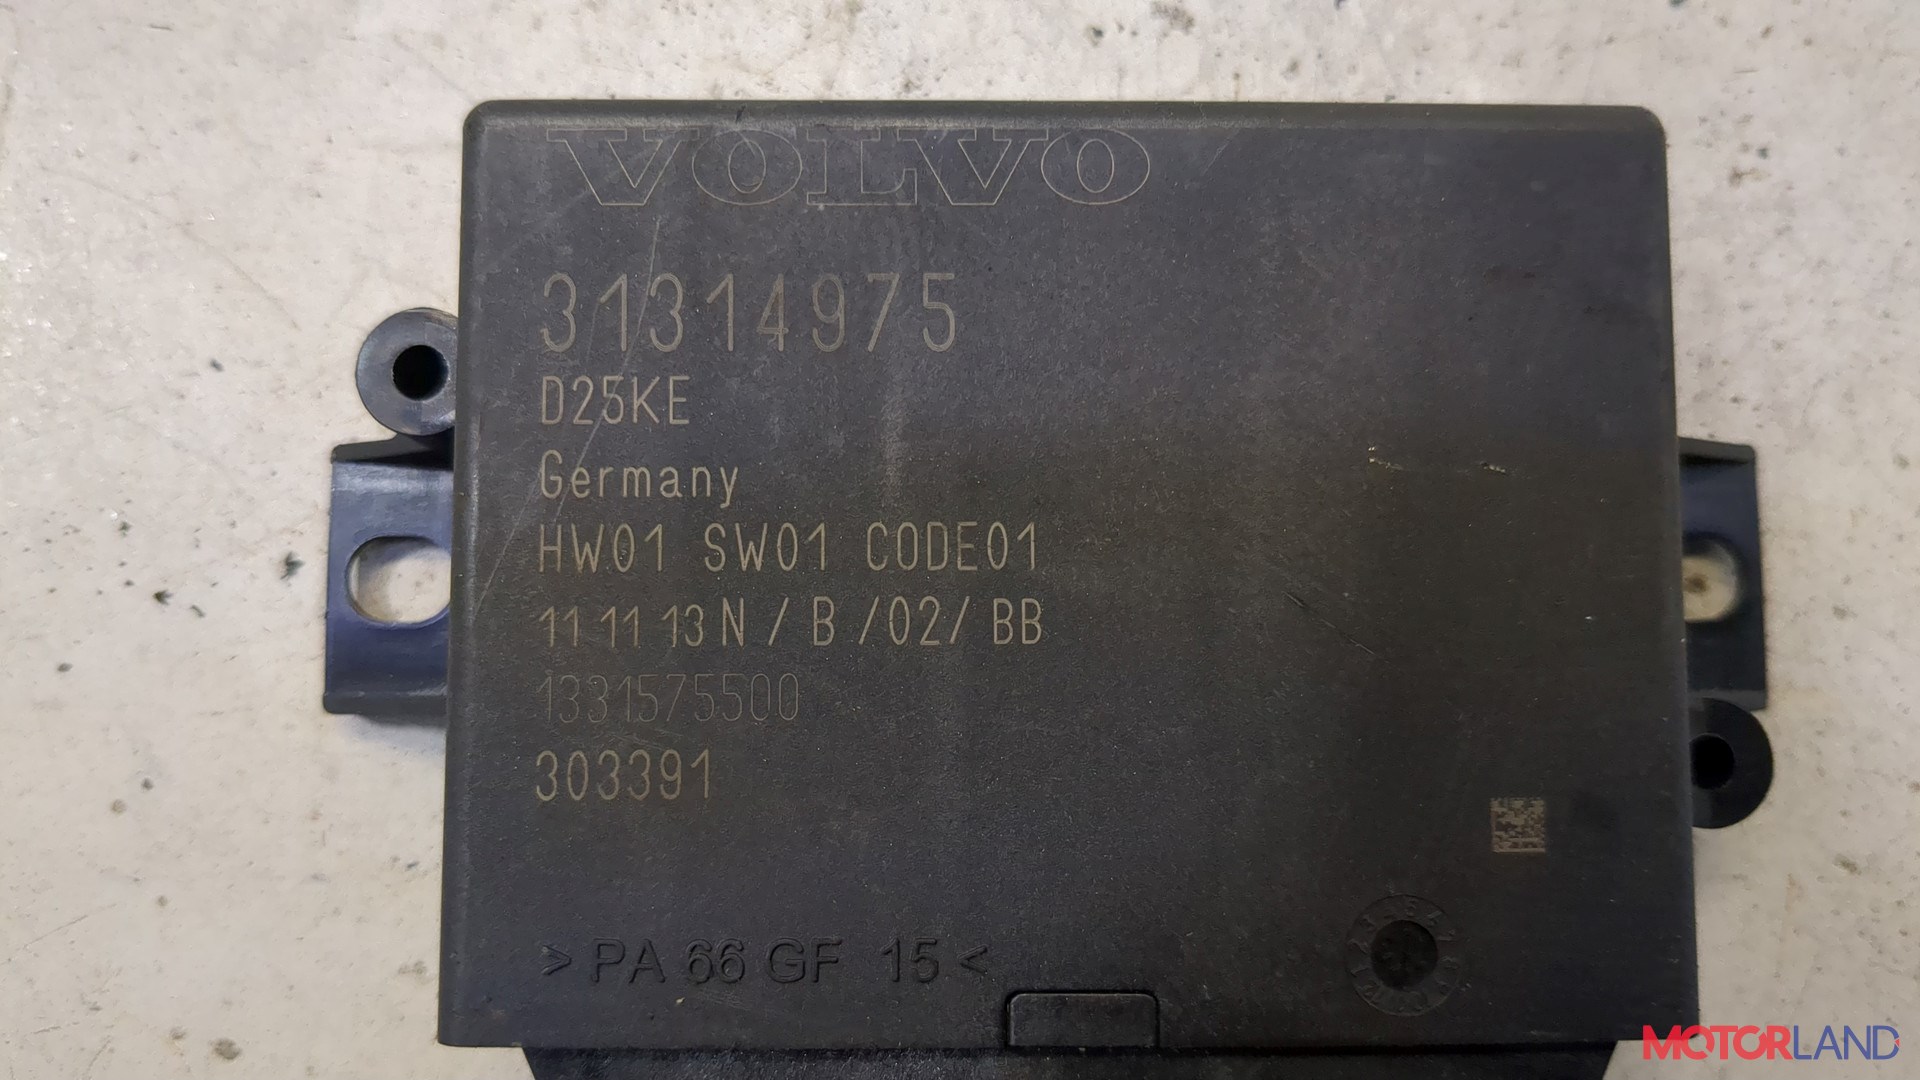 VOLVO
31314975
D25KE
Germany
HW01 SW01 CODE01
11 11 13 N / B /02/ BB
1331575500
303391
> PA 66 GF 15 <
MOTORLAND